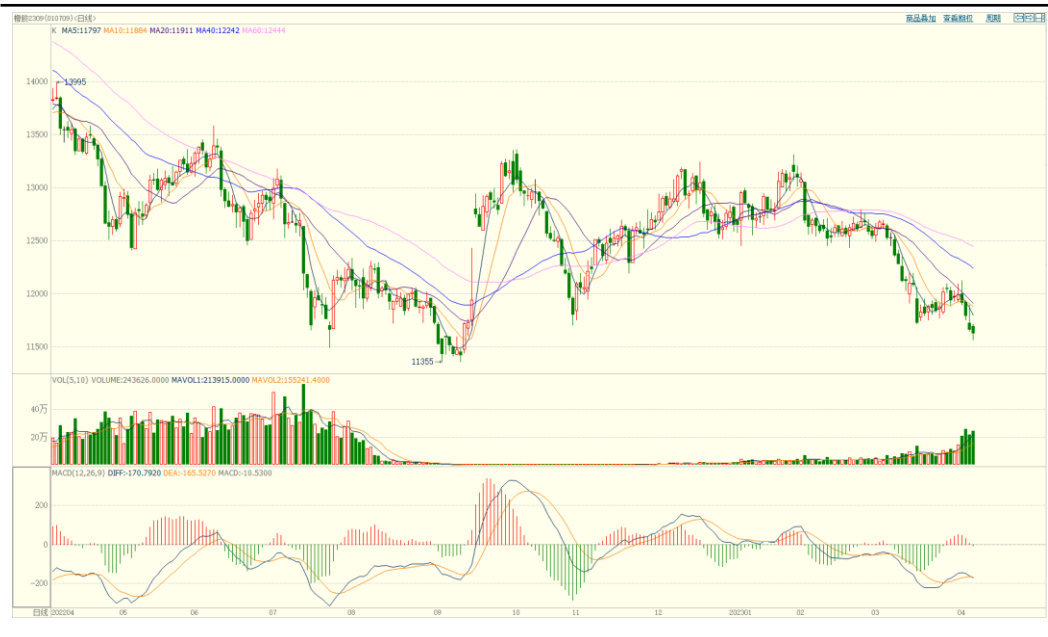 橡胶2309(010709)<日线>
商品叠加 查看期权 周期
K MA5:11797 MA10:11884 MA20:11911 MA40:12242 MA60:12444
13995
14000
13500
13000
12500
12000
11500
11355
VOL(5,10) VOLUME:243626.0000 MAVOL1:213915.0000 MAVOL2:155241.4000
40万
20万
MACD(12,26,9) DIFF:-170.7920 DEA:-165.5270 MACD:-10.5300
200
0
-200
日线 202204 05 06 07 08 09 10 11 12 202301 02 03 04